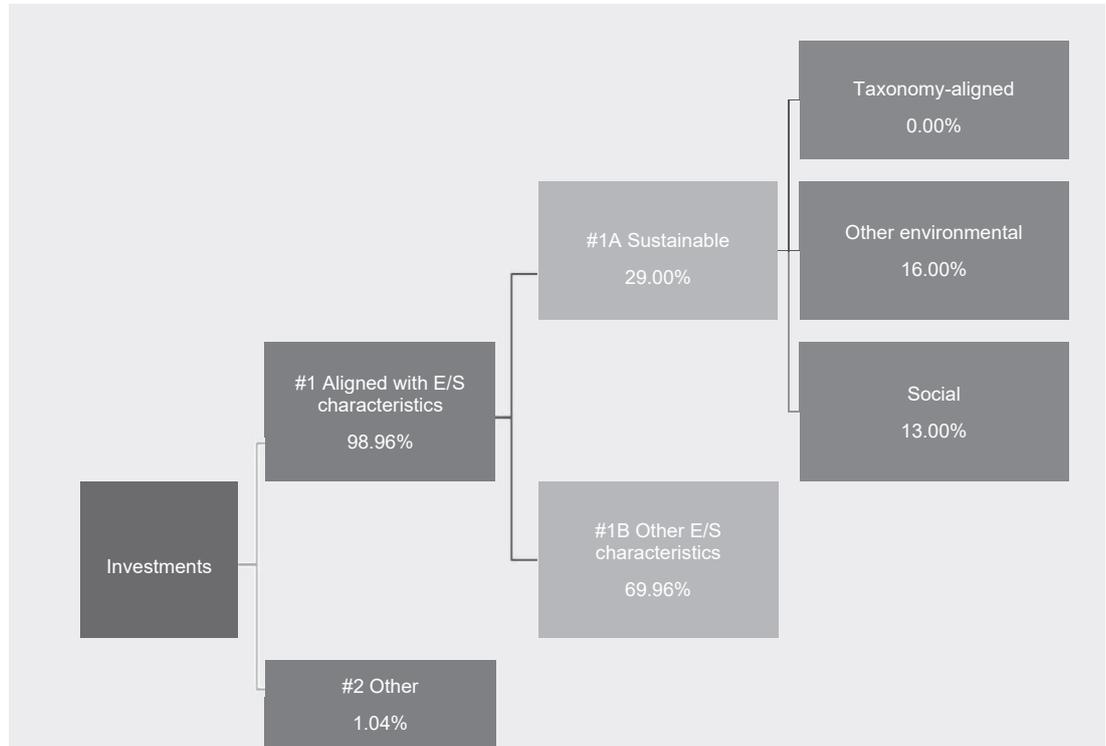 Taxonomy-aligned
0.00%
#1A Sustainable
29.00%
Other environmental
16.00%
#1 Aligned with E/S
characteristics
98.96%
Social
13.00%
Investments
#1B Other E/S
characteristics
69.96%
#2 Other
1.04%